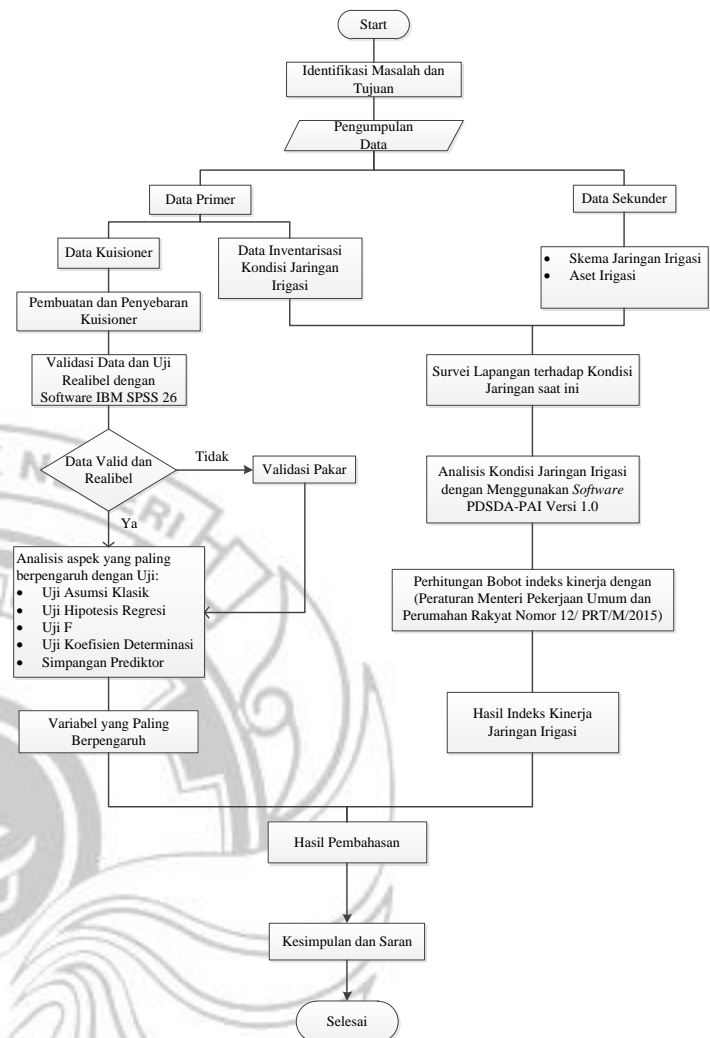 Start
Identifikasi Masalah dan
Tujuan
Pengumpulan
Data
Data Primer
Data Sekunder
Data Kuisioner
Data Inventarisasi
Kondisi Jaringan
Irigasi
• Skema Jaringan Irigasi
• Aset Irigasi
Pembuatan dan Penyebaran
Kuisioner
Validasi Data dan Uji
Realibel dengan
Software IBM SPSS 26
Survei Lapangan terhadap Kondisi
Jaringan saat ini
Data Valid dan
Realibel
Tidak
Validasi Pakar
Ya
Analisis Kondisi Jaringan Irigasi
dengan Menggunakan Software
PDSDA-PAI Versi 1.0
Analisis aspek yang paling
berpengaruh dengan Uji:
• Uji Asumsi Klasik
• Uji Hipotesis Regresi
• Uji F
• Uji Koefisien Determinasi
• Simpangan Prediktor
Perhitungan Bobot indeks kinerja dengan
(Peraturan Menteri Pekerjaan Umum dan
Perumahan Rakyat Nomor 12/ PRT/M/2015)
Variabel yang Paling
Berpengaruh
Hasil Indeks Kinerja
Jaringan Irigasi
Hasil Pembahasan
Kesimpulan dan Saran
Selesai